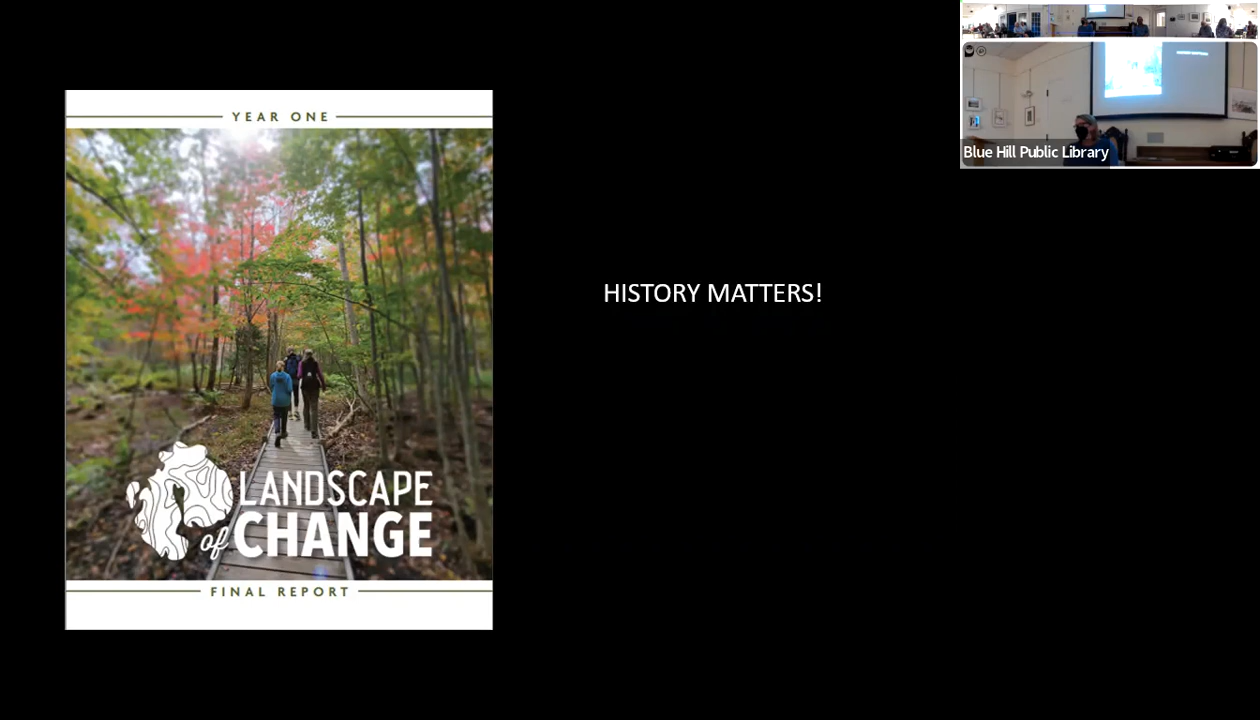 YEAR ONE
LANDSCAPE
of CHANGE
FINAL REPORT
HISTORY MATTERS!
Blue Hill Public Library